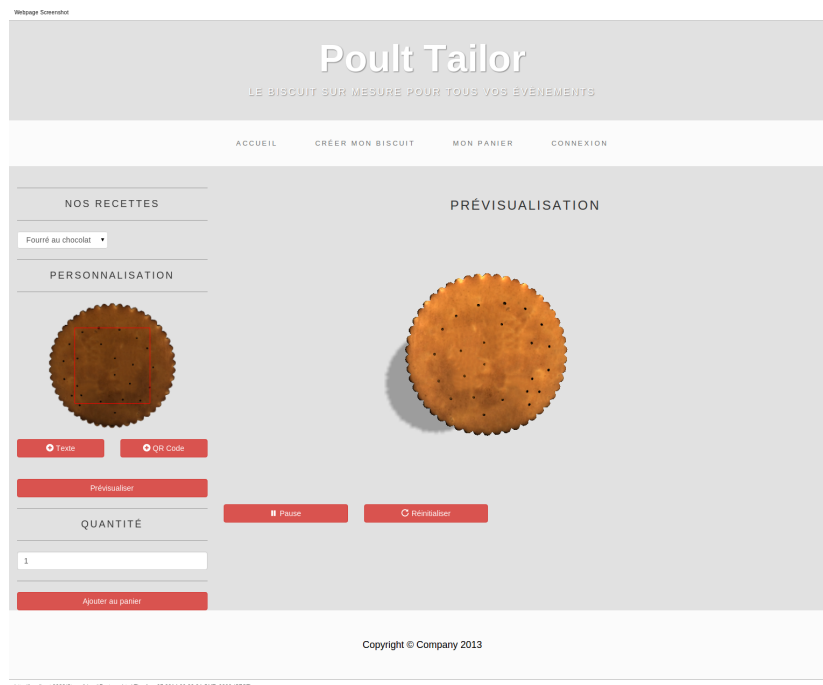 Webpage Screenshot
Poult Tailor
LE BISCUIT SUR MESURE POUR TOUS VOS ÉVÈNEMENTS
ACCUEIL CRÉER MON BISCUIT MON PANIER CONNEXION
NOS RECETTES
Fourré au chocolat
PERSONNALISATION
Texte QR Code
Prévisualiser
QUANTITÉ
1
Ajouter au panier
PRÉVISUALISATION
Pause Réinitialiser
Copyright © Company 2013